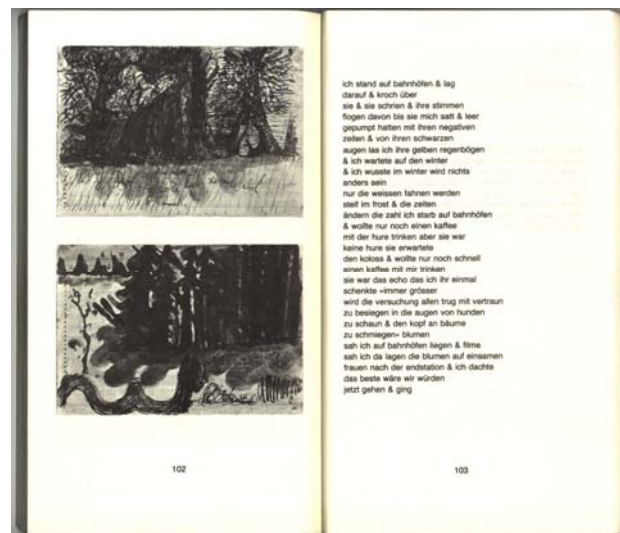 102
ich stand auf bahnhöfen & lag
darauf & kroch über
sie & sie schrien & ihre stimmen
flogen davon bis sie mich satt & leer
gepumpt hatten mit ihren negativen
zeiten & von ihren schwarzen
augen las ich ihre gelben regenbögen
& ich wartete auf den winter
& ich wusste im winter wird nichts
anders sein
nur die weissen fahnen werden
steif im frost & die zeiten
ändern die zahl ich starb auf bahnhöfen
& wollte nur noch einen kaffee
mit der hure trinken aber sie war
keine hure sie erwartete
den koloss & wollte nur noch schnell
einen kaffee mit mir trinken
sie war das echo das ich ihr einmal
schenkte »immer grösser
wird die versuchung allen trug mit vertraun
zu besiegen in die augen von hunden
zu schaun & den kopf an bäume
zu schmiegen« blumen
sah ich auf bahnhöfen liegen & filme
sah ich da lagen die blumen auf einsamen
frauen nach der endstation & ich dachte
das beste wäre wir würden
jetzt gehen & ging
103